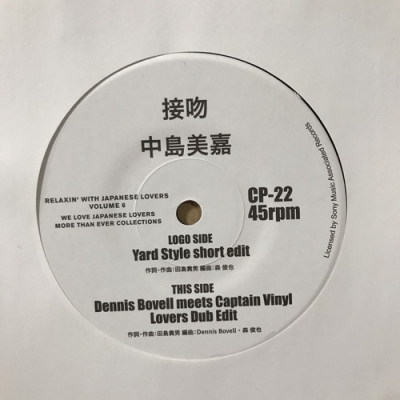 接吻
中島美嘉
RELAXIN' WITH JAPANESE LOVERS
VOLUME 6
WE LOVE JAPANESE LOVERS
MORE THAN EVER COLLECTIONS
CP-22
45rpm
Licensed by Sony Music Associated Records
LOGO SIDE
Yard Style short edit
作詞・作曲:田島貴男 編曲:森 俊也
THIS SIDE
Dennis Bovell meets Captain Vinyl
Lovers Dub Edit
作詞・作曲:田島貴男 編曲:Dennis Bovell・森 俊也